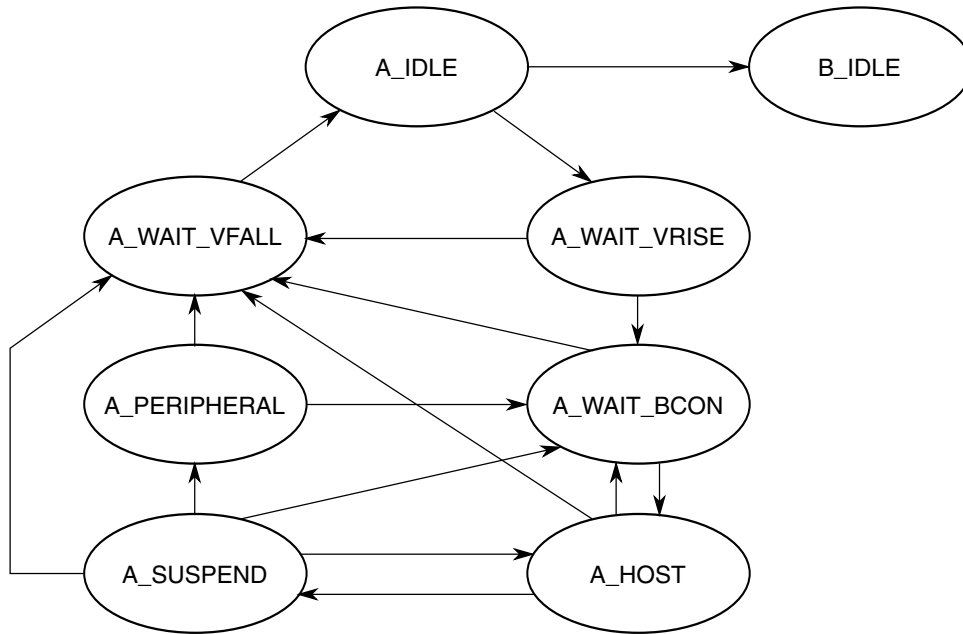 A_IDLE
B_IDLE
A_WAIT_VFALL
A_WAIT_VRISE
A_PERIPHERAL
A_WAIT_BCON
A_SUSPEND
A_HOST